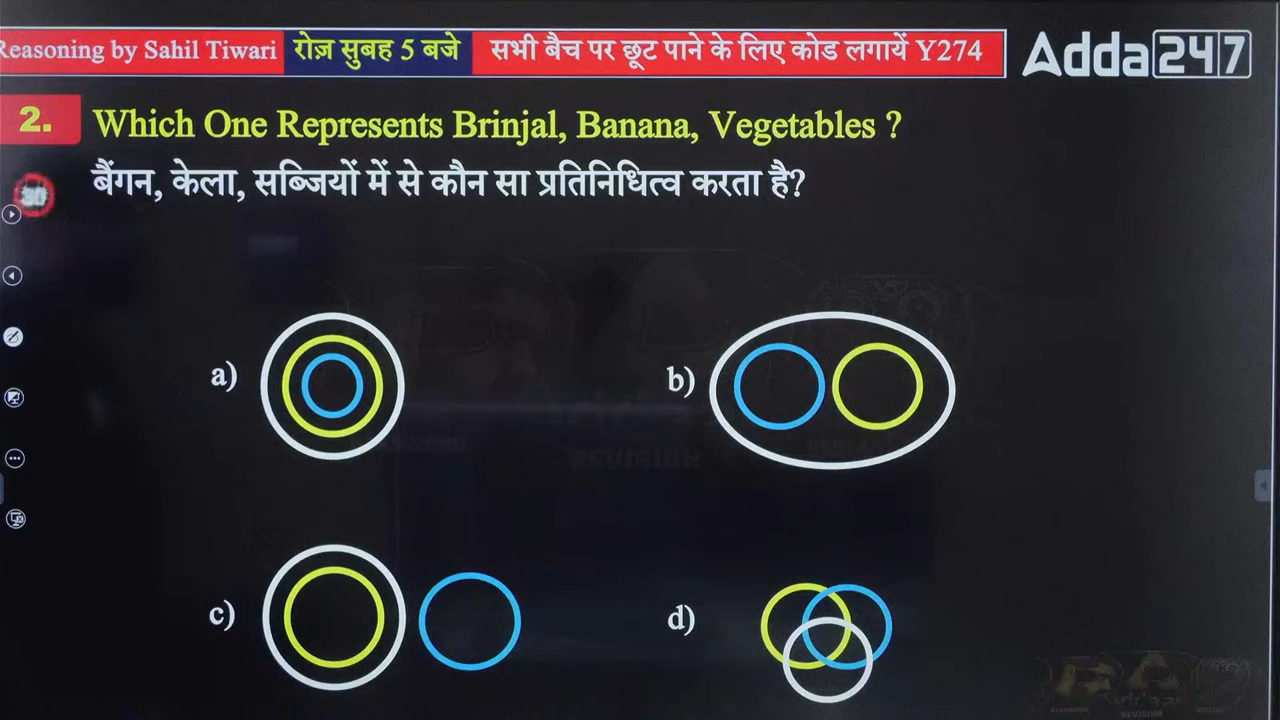 Reasoning by Sahil Tiwari
रोज़ सुबह 5 बजे
सभी बैच पर छूट पाने के लिए कोड लगायें Y274
Adda247
2. Which One Represents Brinjal, Banana, Vegetables ?
बैंगन, केला, सब्जियों में से कौन सा प्रतिनिधित्व करता है?
a)
b)
c)
d)
REVISION